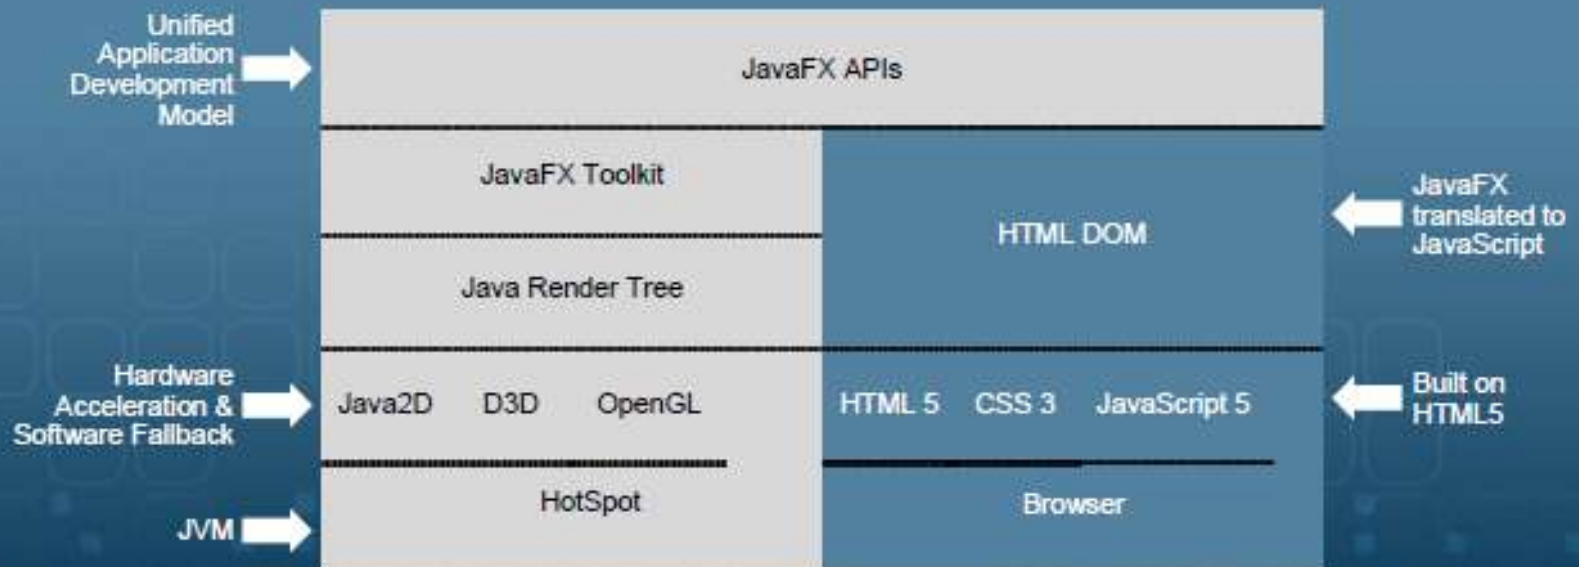 Unified
Application
Development
Model
JavaFX APIs
JavaFX Toolkit
HTML DOM
JavaFX
translated to
JavaScript
Java Render Tree
Hardware
Acceleration &
Software Fallback
Java2D D3D OpenGL
HTML 5 CSS 3 JavaScript 5
Built on
HTML5
JVM
HotSpot
Browser